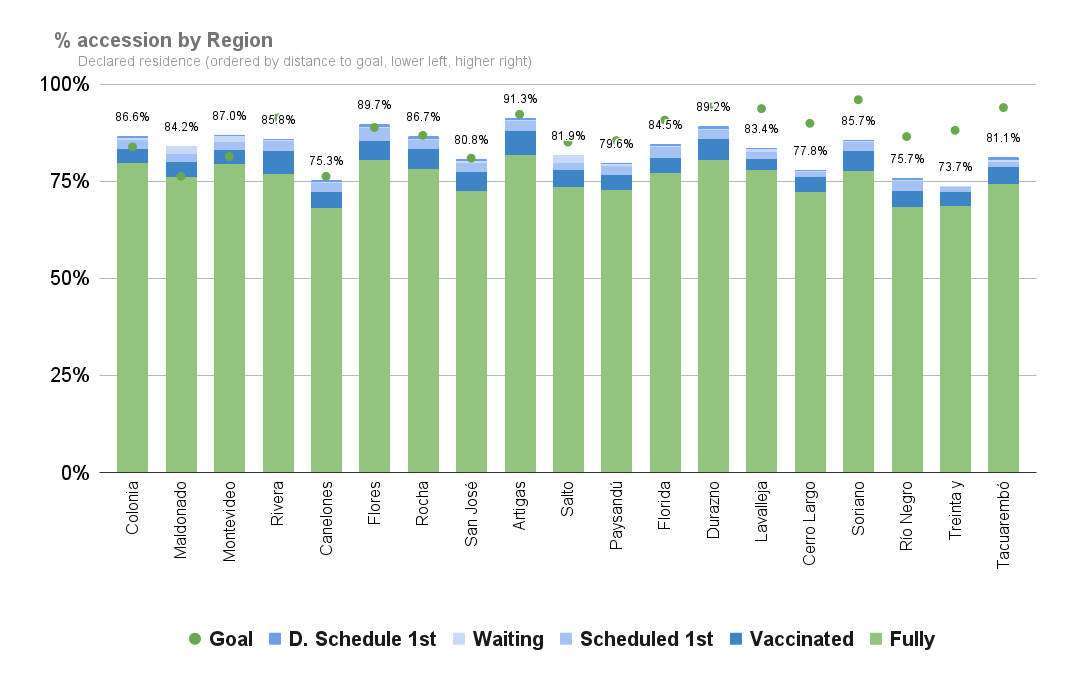 % accession by Region
Declared residence (ordered by distance to goal, lower left, higher right)
100%
75%
50%
25%
0%
86.6%
84.2%
87.0%
85.8%
75.3%
89.7%
86.7%
80.8%
91.3%
81.9%
79.6%
84.5%
89.2%
83.4%
77.8%
85.7%
75.7%
73.7%
81.1%
Colonia
Maldonado
Montevideo
Rivera
Canelones
Flores
Rocha
San José
Artigas
Salto
Paysandú
Florida
Durazno
Lavalleja
Cerro Largo
Soriano
Río Negro
Treinta y
Tacuarembó
Goal D. Schedule 1st Waiting Scheduled 1st Vaccinated Fully